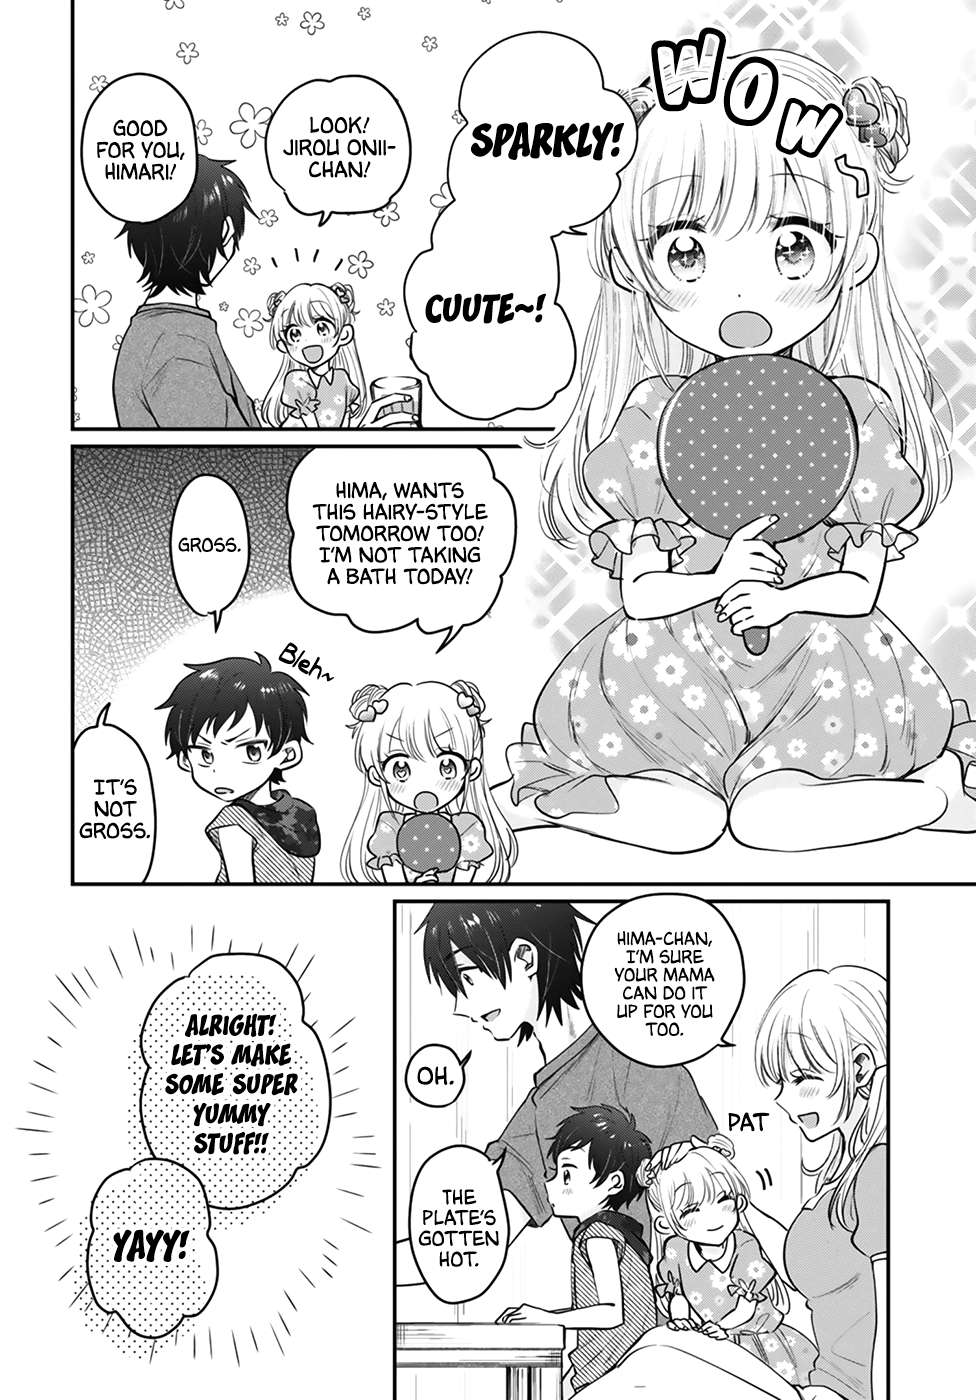 WOW
SPARKLY!
CUUTE~!
LOOK!
JIROU ONII-
CHAN!
GOOD
FOR YOU,
HIMARI!
HIMA, WANTS
THIS HAIRY-STYLE
TOMORROW TOO!
I'M NOT TAKING
A BATH TODAY!
GROSS.
Bleh~
IT'S
NOT
GROSS.
HIMA-CHAN,
I'M SURE
YOUR MAMA
CAN DO IT
UP FOR YOU
TOO.
PAT
OH.
THE
PLATE'S
GOTTEN
HOT.
ALRIGHT!
LET'S MAKE
SOME SUPER
YUMMY
STUFF!!
YAYY!